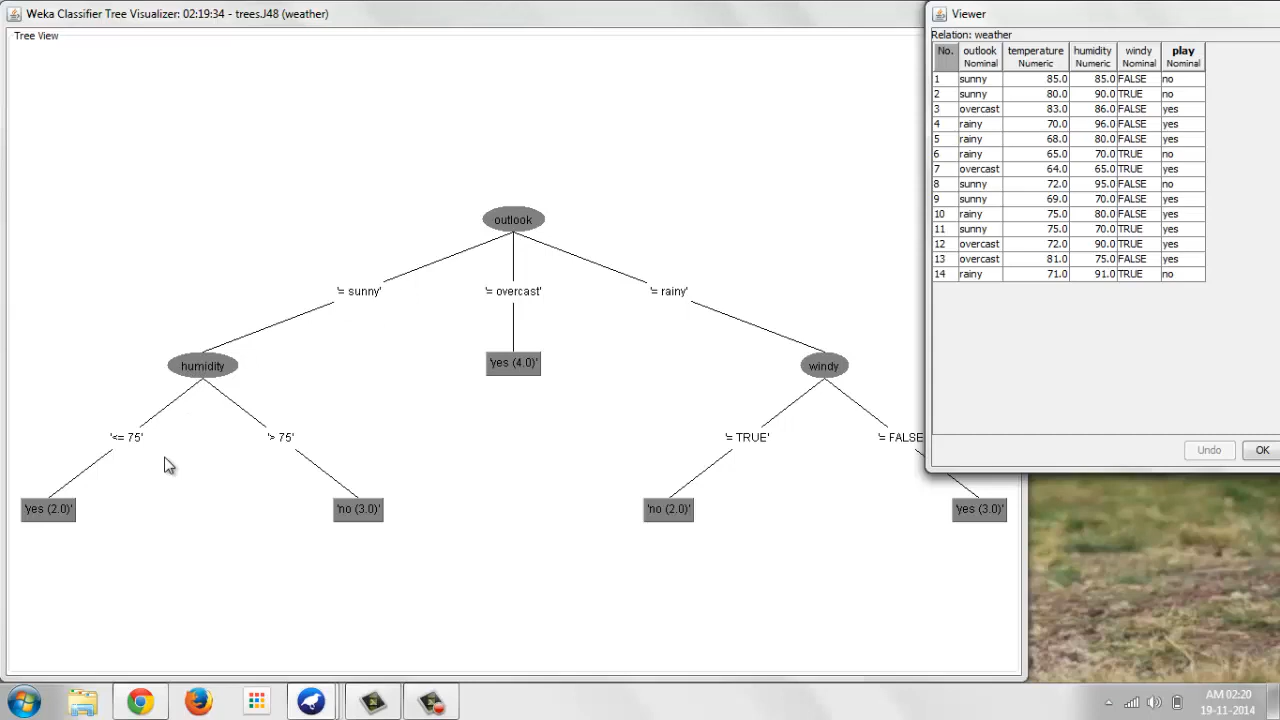 Weka Classifier Tree Visualizer: 02:19:34 - trees.J48 (weather)
Tree View
outlook
'= sunny'
'= overcast'
'= rainy'
humidity
'yes (4.0)'
windy
'<= 75'
'> 75'
'= TRUE'
'= FALSE
'yes (2.0)'
'no (3.0)'
'no (2.0)'
'yes (3.0)'
Viewer
Relation: weather
No. outlook temperature humidity windy play
Nominal Numeric Numeric Nominal Nominal
1 sunny 85.0 85.0 FALSE no
2 sunny 80.0 90.0 TRUE no
3 overcast 83.0 86.0 FALSE yes
4 rainy 70.0 96.0 FALSE yes
5 rainy 68.0 80.0 FALSE yes
6 rainy 65.0 70.0 TRUE no
7 overcast 64.0 65.0 TRUE yes
8 sunny 72.0 95.0 FALSE no
9 sunny 69.0 70.0 FALSE yes
10 rainy 75.0 80.0 FALSE yes
11 sunny 75.0 70.0 TRUE yes
12 overcast 72.0 90.0 TRUE yes
13 overcast 81.0 75.0 FALSE yes
14 rainy 71.0 91.0 TRUE no
Undo OK
AM 02:20
19-11-2014